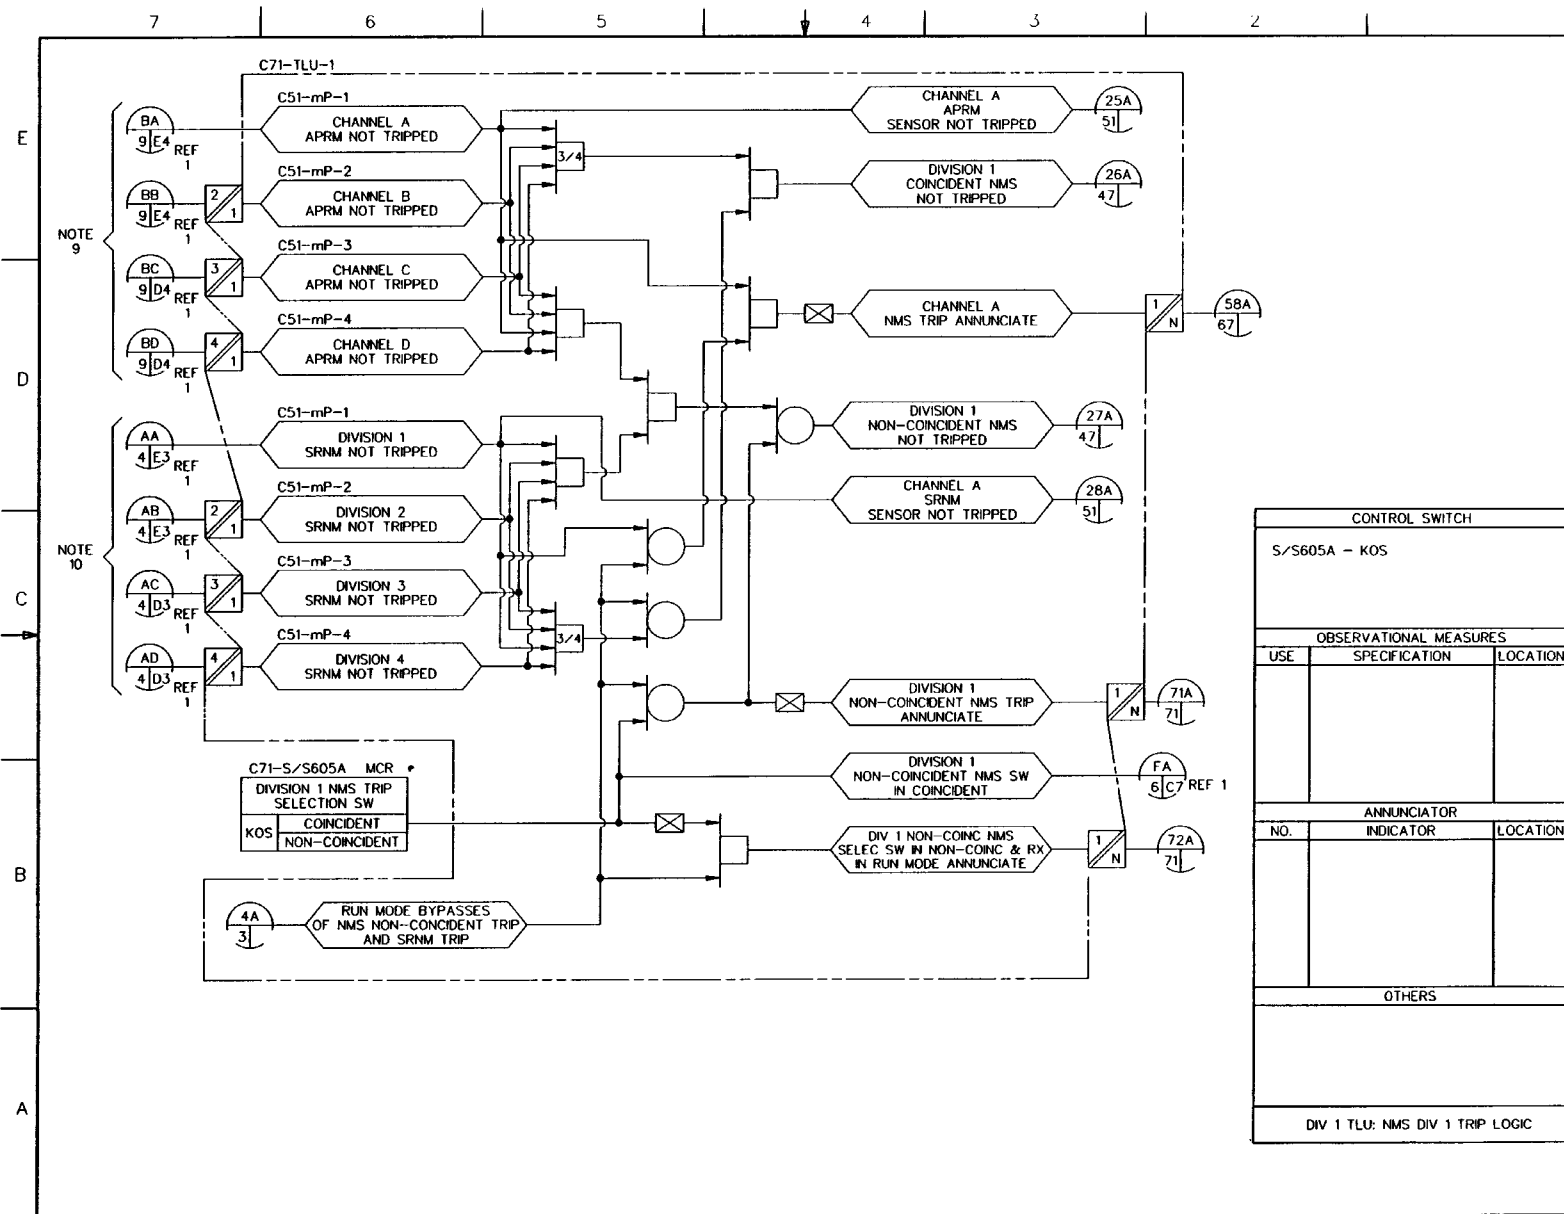 7 6 5 4 3 2
E
D
C
B
A
C71-TLU-1
NOTE 9
BA
9 E4 REF 1
C51-mP-1
CHANNEL A
APRM NOT TRIPPED
BB
9 E4 REF 1
2 1
C51-mP-2
CHANNEL B
APRM NOT TRIPPED
BC
9 D4 REF 1
3 1
C51-mP-3
CHANNEL C
APRM NOT TRIPPED
BD
9 D4 REF 1
4 1
C51-mP-4
CHANNEL D
APRM NOT TRIPPED
NOTE 10
AA
4 E3 REF 1
C51-mP-1
DIVISION 1
SRNM NOT TRIPPED
AB
4 E3 REF 1
2 1
C51-mP-2
DIVISION 2
SRNM NOT TRIPPED
AC
4 D3 REF 1
3 1
C51-mP-3
DIVISION 3
SRNM NOT TRIPPED
AD
4 D3 REF 1
4 1
C51-mP-4
DIVISION 4
SRNM NOT TRIPPED
3/4
3/4
C71-S/S605A MCR
DIVISION 1 NMS TRIP
SELECTION SW
KOS
COINCIDENT
NON-COINCIDENT
4A
3
RUN MODE BYPASSES
OF NMS NON-CONCIDENT TRIP
AND SRNM TRIP
CHANNEL A
APRM
SENSOR NOT TRIPPED
25A
51
DIVISION 1
COINCIDENT NMS
NOT TRIPPED
26A
47
CHANNEL A
NMS TRIP ANNUNCIATE
1 N
58A
67
DIVISION 1
NON-COINCIDENT NMS
NOT TRIPPED
27A
47
CHANNEL A
SRNM
SENSOR NOT TRIPPED
28A
51
DIVISION 1
NON-COINCIDENT NMS TRIP
ANNUNCIATE
1 N
71A
71
DIVISION 1
NON-COINCIDENT NMS SW
IN COINCIDENT
FA
6 C7 REF 1
DIV 1 NON-COINC NMS
SELEC SW IN NON-COINC & RX
IN RUN MODE ANNUNCIATE
1 N
72A
71
CONTROL SWITCH
S/S605A - KOS
OBSERVATIONAL MEASURES
USE SPECIFICATION LOCATION
ANNUNCIATOR
NO. INDICATOR LOCATION
OTHERS
DIV 1 TLU: NMS DIV 1 TRIP LOGIC